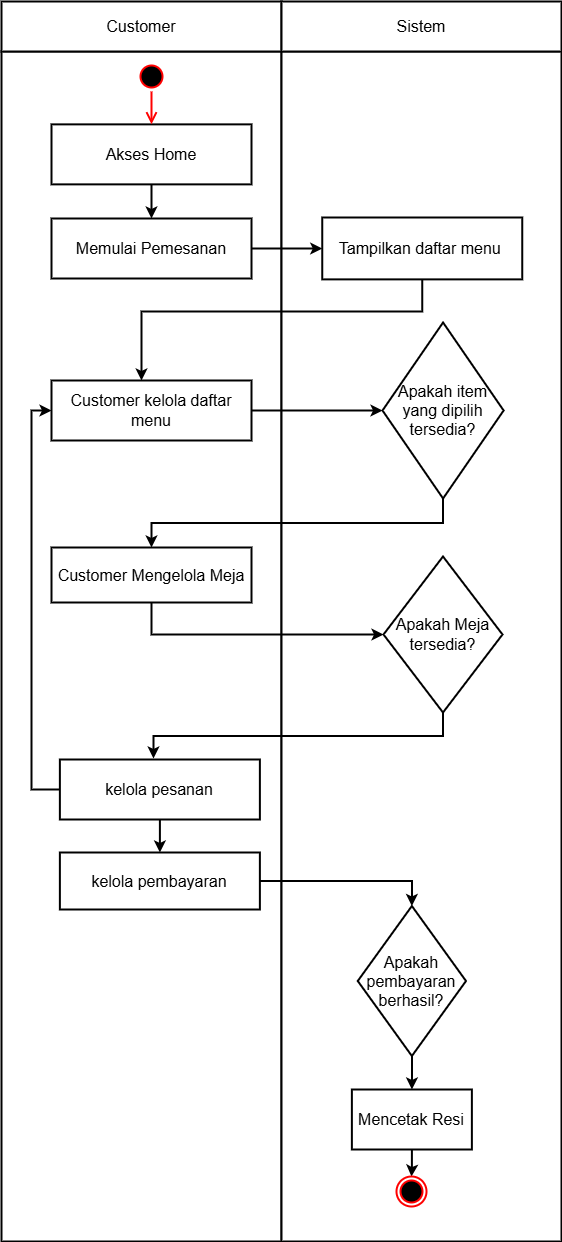 Customer
Sistem
Akses Home
Memulai Pemesanan
Tampilkan daftar menu
Customer kelola daftar
menu
Apakah item
yang dipilih
tersedia?
Customer Mengelola Meja
Apakah Meja
tersedia?
kelola pesanan
kelola pembayaran
Apakah
pembayaran
berhasil?
Mencetak Resi